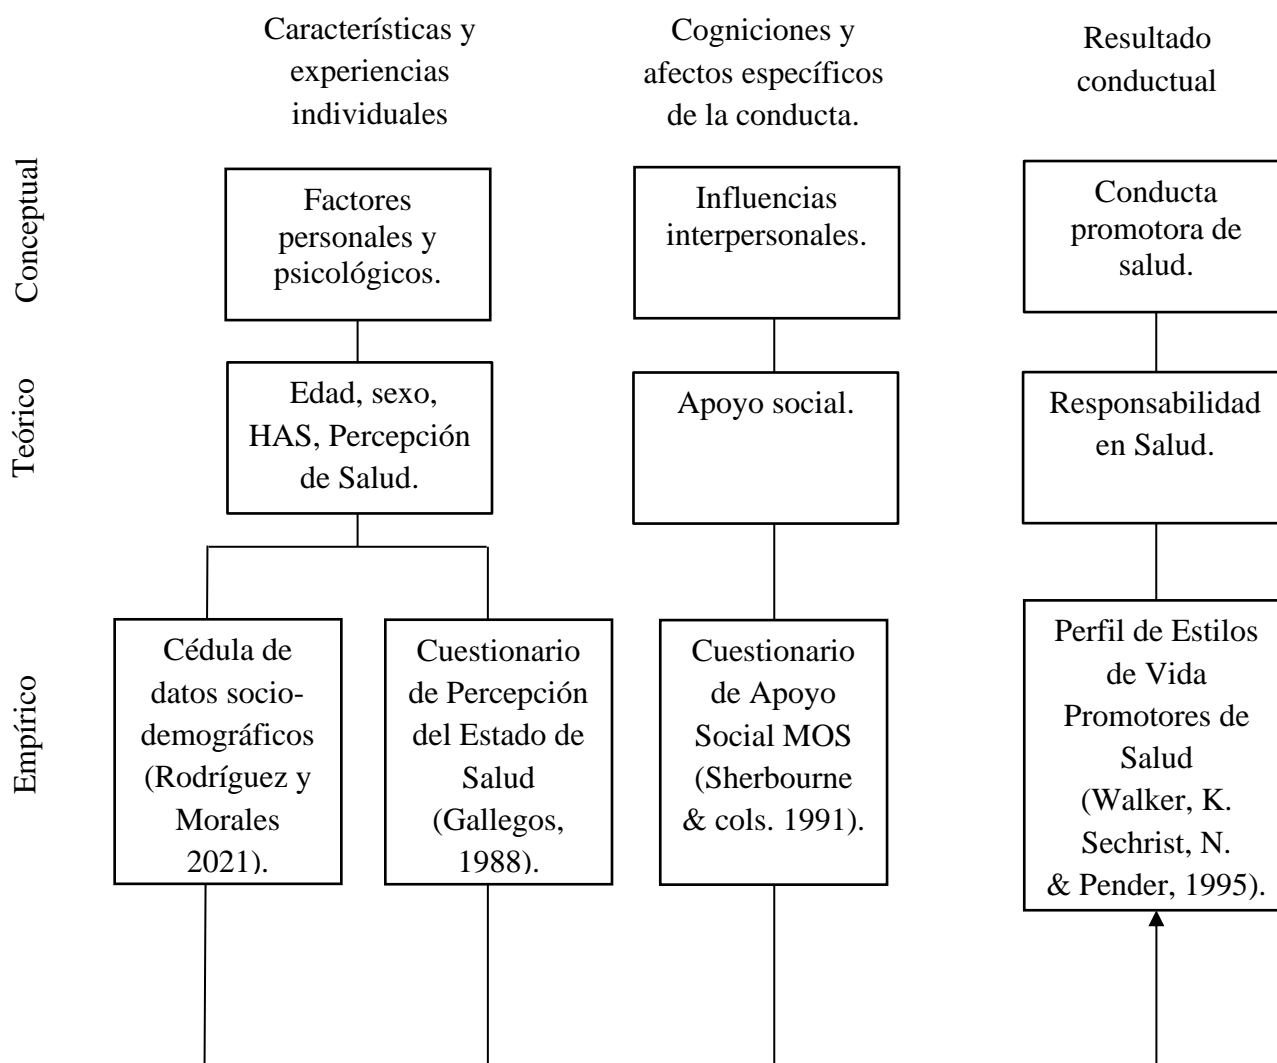 Características y
experiencias
individuales
Cogniciones y
afectos específicos
de la conducta.
Resultado
conductual
Conceptual
Factores
personales y
psicológicos.
Influencias
interpersonales.
Conducta
promotora de
salud.
Teórico
Edad, sexo,
HAS, Percepción
de Salud.
Apoyo social.
Responsabilidad
en Salud.
Empírico
Cédula de
datos socio-
demográficos
(Rodríguez y
Morales
2021).
Cuestionario
de Percepción
del Estado de
Salud
(Gallegos,
1988).
Cuestionario
de Apoyo
Social MOS
(Sherbourne
& cols. 1991).
Perfil de Estilos
de Vida
Promotores de
Salud
(Walker, K.
Sechrist, N.
& Pender, 1995).